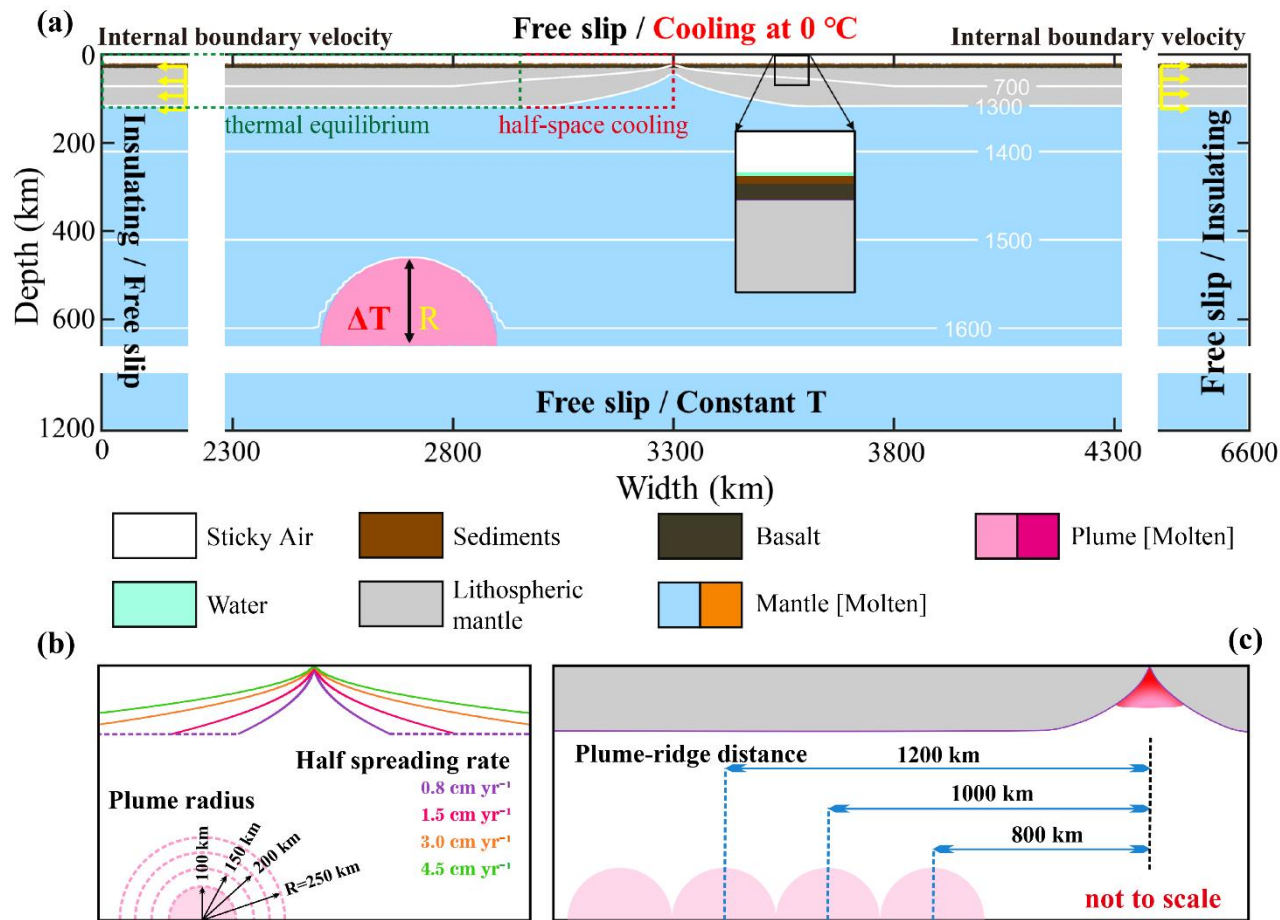 (a)
Free slip / Cooling at 0 °C
Internal boundary velocity
Internal boundary velocity
0
200
400
600
1200
Depth (km)
Insulating / Free slip
thermal equilibrium
half-space cooling
700
1300
1400
1500
1600
ΔT
R
Free slip / Insulating
Free slip / Constant T
0
2300
2800
3300
3800
4300
6600
Width (km)
Sticky Air
Sediments
Basalt
Plume [Molten]
Water
Lithospheric
mantle
Mantle [Molten]
(b)
Half spreading rate
0.8 cm yr⁻¹
1.5 cm yr⁻¹
3.0 cm yr⁻¹
4.5 cm yr⁻¹
Plume radius
100 km
150 km
200 km
R=250 km
(c)
Plume-ridge distance
1200 km
1000 km
800 km
not to scale